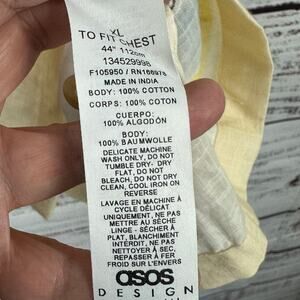 XL
TO FIT CHEST
44" 112cm
134529998
F105950 / RN166978
MADE IN INDIA
BODY: 100% COTTON
CORPS: 100% COTON
CUERPO:
100% ALGODÓN
BODY:
100% BAUMWOLLE
DELICATE MACHINE
WASH ONLY, DO NOT
TUMBLE DRY- DRY
FLAT, DO NOT
BLEACH, DO NOT DRY
CLEAN, COOL IRON ON
REVERSE
LAVAGE EN MACHINE À
CYCLE DÉLICAT
UNIQUEMENT, NE PAS
METTRE AU SÈCHE
LINGE - SÉCHER À
PLAT, BLANCHIMENT
INTERDIT, NE PAS
NETTOYER À SEC,
REPASSER À FER
FROID SUR L'ENVERS
asos
DESIGN